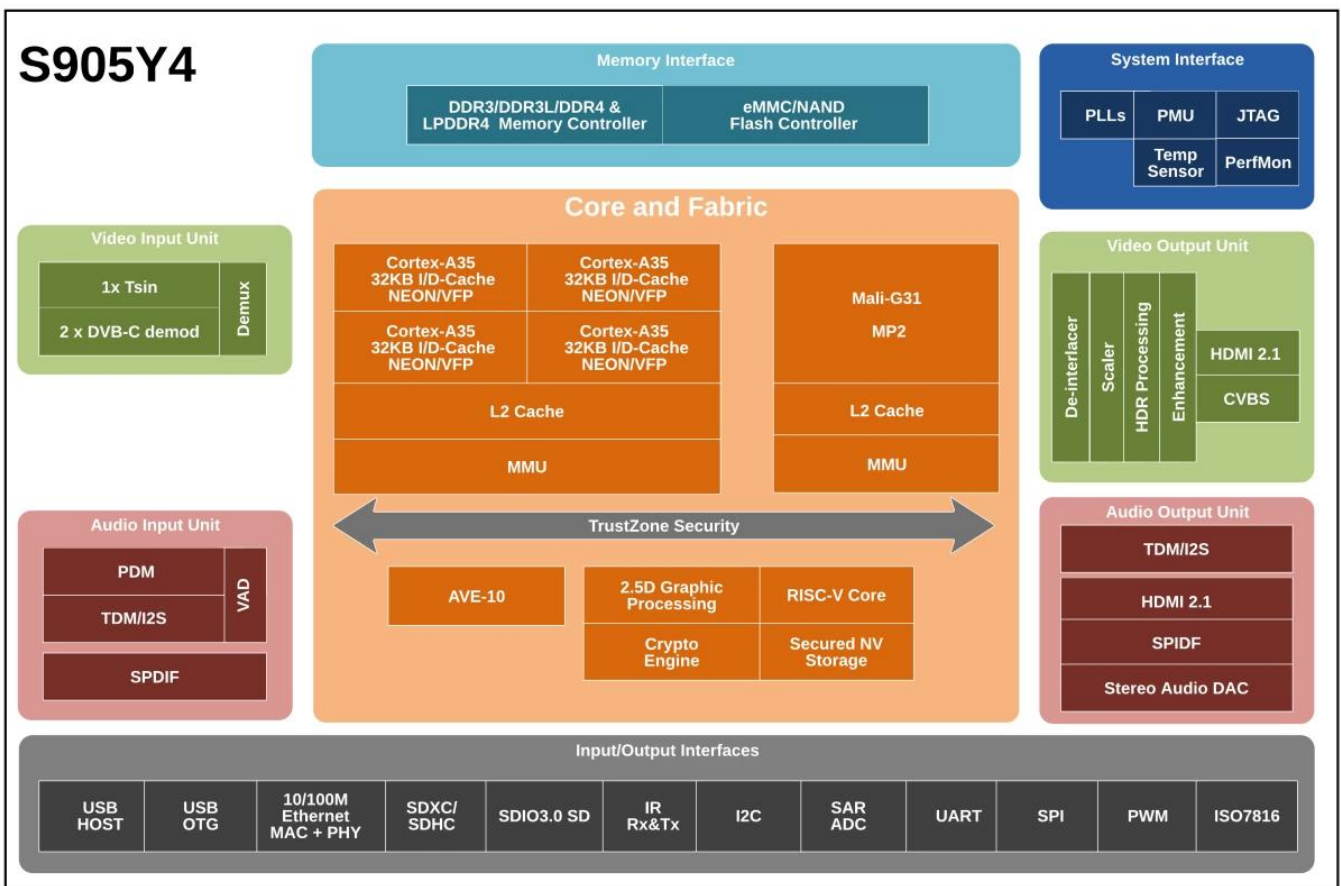 S905Y4
Memory Interface
DDR3/DDR3L/DDR4 &
LPDDR4 Memory Controller
eMMC/NAND
Flash Controller
System Interface
PLLs
PMU
JTAG
Temp
Sensor
PerfMon
Video Input Unit
1x Tsin
2 x DVB-C demod
Demux
Core and Fabric
Cortex-A35
32KB I/D-Cache
NEON/VFP
Cortex-A35
32KB I/D-Cache
NEON/VFP
Cortex-A35
32KB I/D-Cache
NEON/VFP
Cortex-A35
32KB I/D-Cache
NEON/VFP
L2 Cache
MMU
Mali-G31
MP2
L2 Cache
MMU
TrustZone Security
AVE-10
2.5D Graphic
Processing
RISC-V Core
Crypto
Engine
Secured NV
Storage
Video Output Unit
De-interlacer
Scaler
HDR Processing
Enhancement
HDMI 2.1
CVBS
Audio Input Unit
PDM
TDM/I2S
VAD
SPDIF
Audio Output Unit
TDM/I2S
HDMI 2.1
SPIDF
Stereo Audio DAC
Input/Output Interfaces
USB
HOST
USB
OTG
10/100M
Ethernet
MAC + PHY
SDXC/
SDHC
SDIO3.0 SD
IR
Rx&Tx
I2C
SAR
ADC
UART
SPI
PWM
ISO7816